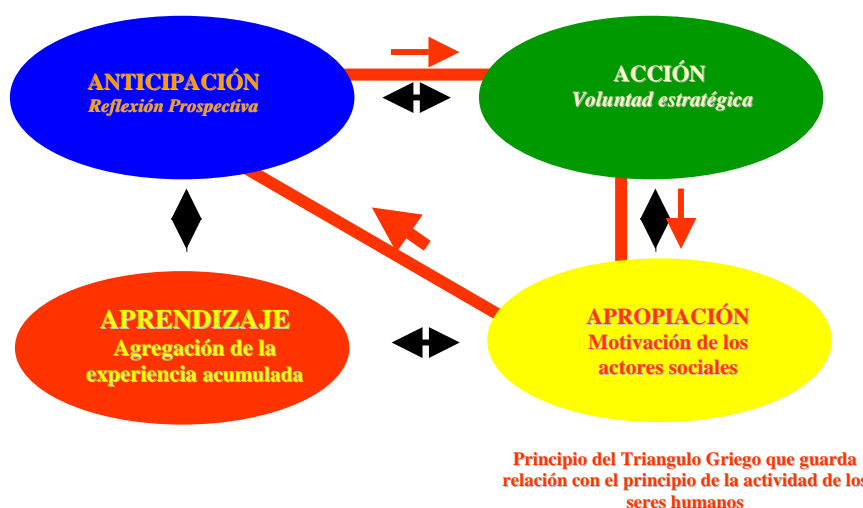 ANTICIPACIÓN
Reflexión Prospectiva
ACCIÓN
Voluntad estratégica
APRENDIZAJE
Agregación de la
experiencia acumulada
APROPIACIÓN
Motivación de los
actores sociales
Principio del Triangulo Griego que guarda
relación con el principio de la actividad de los
seres humanos